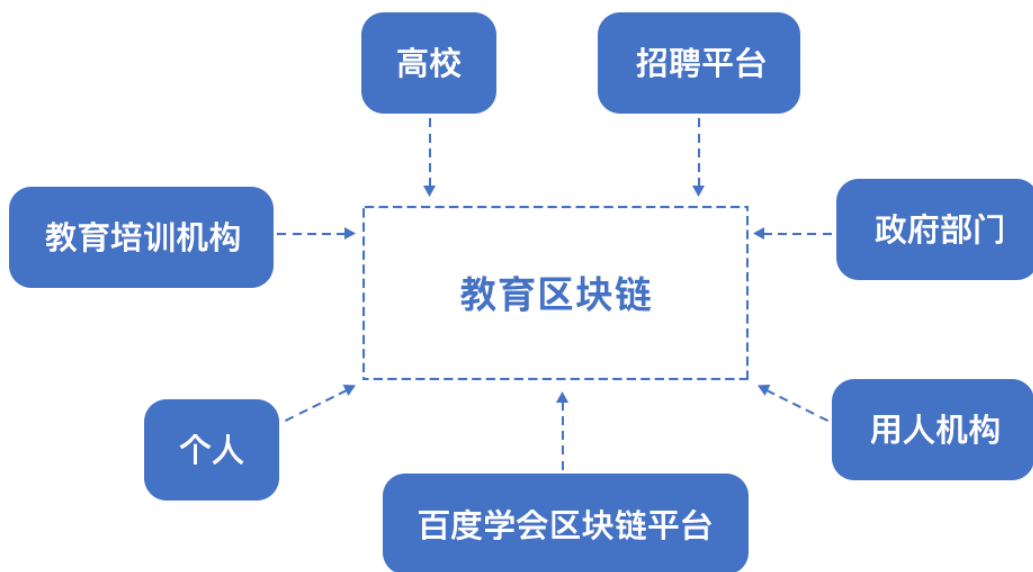 高校
招聘平台
教育培训机构
政府部门
教育区块链
个人
用人机构
百度学会区块链平台